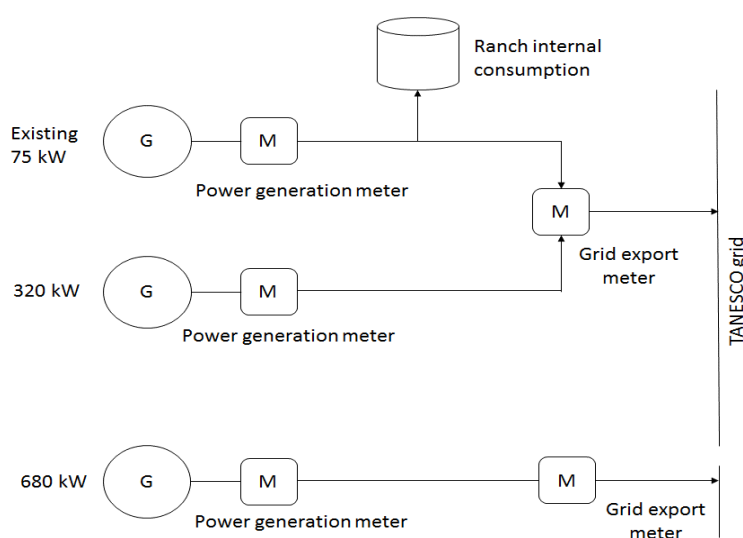 Ranch internal
consumption
Existing
75 kW
G
M
Power generation meter
M
Grid export
meter
320 kW
G
M
Power generation meter
TANESCO grid
680 kW
G
M
Power generation meter
M
Grid export
meter